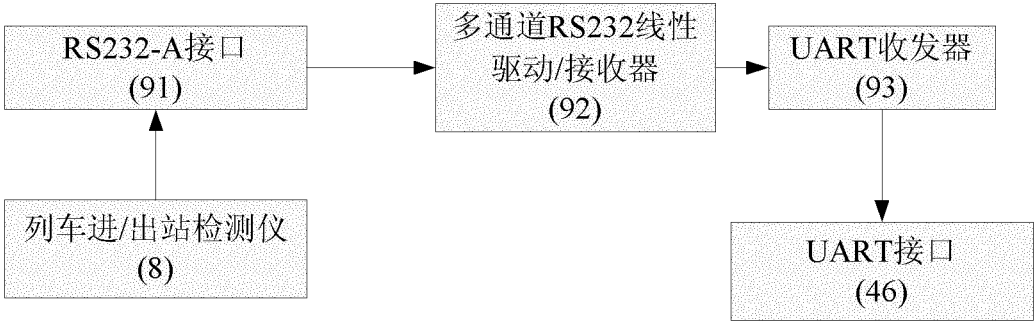 RS232-A接口
(91)
多通道RS232线性
驱动/接收器
(92)
UART收发器
(93)
列车进/出站检测仪
(8)
UART接口
(46)